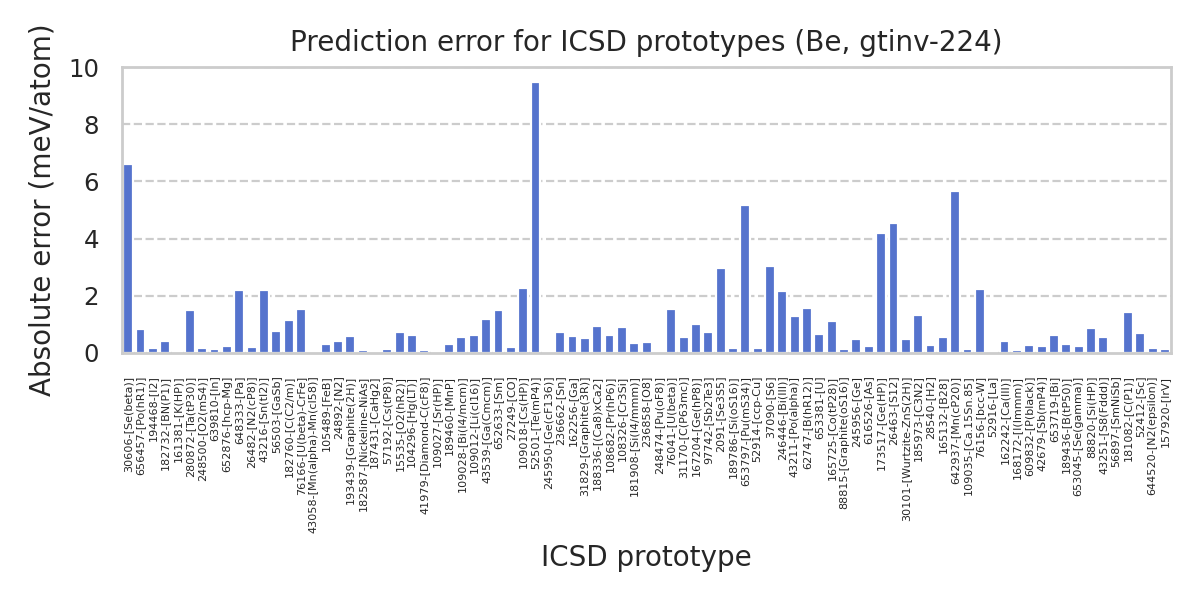 Prediction error for ICSD prototypes (Be, gtinv-224)
Absolute error (meV/atom)
10
8
6
4
2
0
30606-[Se(beta)]
656457-[Po(hR1)]
194468-[I2]
182732-[BN(P1)]
161381-[K(HP)]
280872-[Ta(tP30)]
248500-[O2(mS4)]
639810-[In]
652876-[hcp-Mg]
648333-[Pa]
26482-[N2(cP8)]
43216-[Sn(tI2)]
56503-[GaSb]
182760-[C(C2/m)]
76166-[U(beta)-CrFe]
43058-[Mn(alpha)-Mn(cI58)]
105489-[FeB]
24892-[N2]
193439-[Graphite(2H)]
182587-[Nickeline-NiAs]
187431-[CaHg2]
57192-[Cs(tP8)]
15535-[O2(hR2)]
104296-[Hg(LT)]
41979-[Diamond-C(cF8)]
109027-[Sr(HP)]
189460-[MnP]
109028-[Bi(I4/mcm)]
109012-[Li(cI16)]
43539-[Ga(Cmcm)]
652633-[Sm]
27249-[CO]
109018-[Cs(HP)]
52501-[Te(mP4)]
245950-[Ge(cF136)]
236662-[Sn]
162256-[Ga]
31829-[Graphite(3R)]
188336-[(Ca8)xCa2]
108682-[Pr(hP6)]
108326-[Cr3Si]
181908-[Si(I4/mmm)]
236858-[O8]
248474-[Pu(oF8)]
76041-[U(beta)]
31170-[C(P63mc)]
167204-[Ge(hP8)]
97742-[Sb2Te3]
2091-[Se3S5]
189786-[Si(oS16)]
653797-[Pu(mS34)]
52914-[ccp-Cu]
37090-[S6]
246446-[Bi(III)]
43211-[Po(alpha)]
62747-[B(hR12)]
653381-[U]
165725-[Co(tP28)]
88815-[Graphite(oS16)]
245956-[Ge]
616526-[As]
173517-[Ge(HP)]
26463-[S12]
30101-[Wurtzite-ZnS(2H)]
185973-[C3N2]
28540-[H2]
165132-[B28]
642937-[Mn(cP20)]
109035-[Ca.15Sn.85]
76156-[bcc-W]
52916-[La]
162242-[Ca(III)]
168172-[I(Immm)]
609832-[P(black)]
42679-[Sb(mP4)]
653719-[Bi]
189436-[B(tP50)]
653045-[Se(gamma)]
88820-[Si(HP)]
43251-[S8(Fddd)]
56897-[SmNiSb]
181082-[C(P1)]
52412-[Sc]
644520-[N2(epsilon)]
157920-[IrV]
ICSD prototype